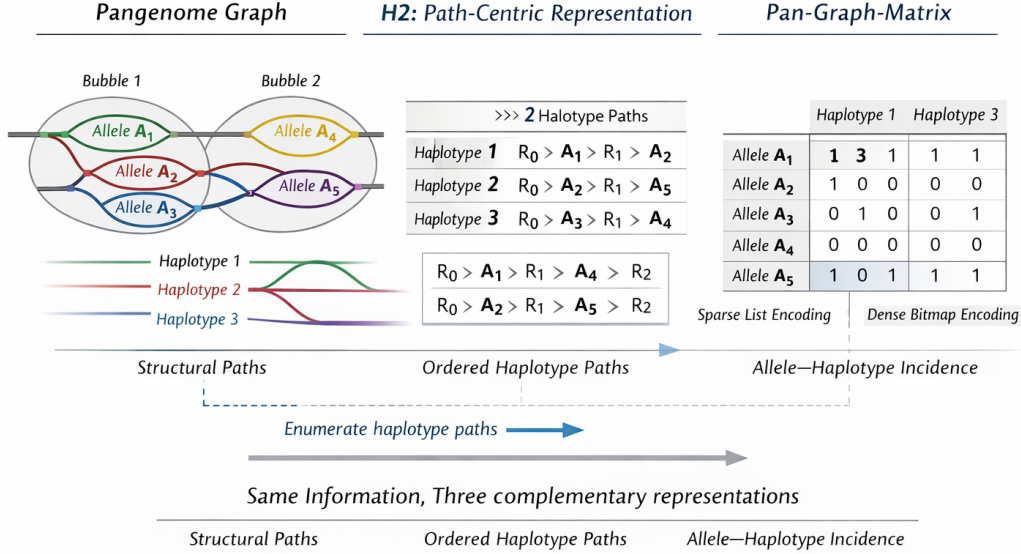 Pangenome Graph
H2: Path-Centric Representation
Pan-Graph-Matrix
Bubble 1
Bubble 2
Allele A1
Allele A4
Allele A2
Allele A5
Allele A3
Haplotype 1
Haplotype 2
Haplotype 3
>>> 2 Halotype Paths
Haplotype 1 R0 > A1 > R1 > A2
Haplotype 2 R0 > A2 > R1 > A5
Haplotype 3 R0 > A3 > R1 > A4
R0 > A1 > R1 > A4 > R2
R0 > A2 > R1 > A5 > R2
Haplotype 1 Haplotype 3
Allele A1 1 3 1 1 1
Allele A2 1 0 0 0 0
Allele A3 0 1 0 0 1
Allele A4 0 0 0 0 0
Allele A5 1 0 1 1 1
Sparse List Encoding
Dense Bitmap Encoding
Structural Paths
Ordered Haplotype Paths
Allele—Haplotype Incidence
Enumerate haplotype paths
Same Information, Three complementary representations
Structural Paths
Ordered Haplotype Paths
Allele—Haplotype Incidence